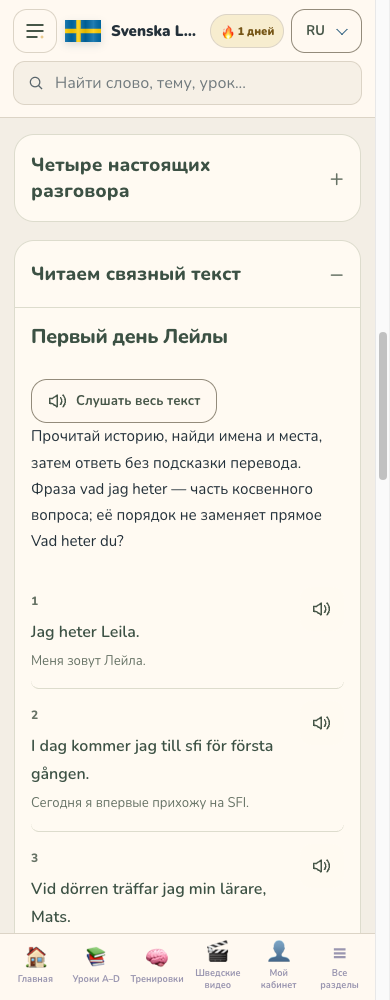 Svenska L...
🔥 1 дней
RU
Найти слово, тему, урок...
Четыре настоящих
разговора
Читаем связный текст
Первый день Лейлы
Слушать весь текст
Прочитай историю, найди имена и места,
затем ответь без подсказки перевода.
Фраза vad jag heter — часть косвенного
вопроса; её порядок не заменяет прямое
Vad heter du?
1
Jag heter Leila.
Меня зовут Лейла.
2
I dag kommer jag till sfi för första
gången.
Сегодня я впервые прихожу на SFI.
3
Vid dörren träffar jag min lärare,
Mats.
Главная
Уроки A–D
Тренировки
Шведские
видео
Мой
кабинет
Все
разделы